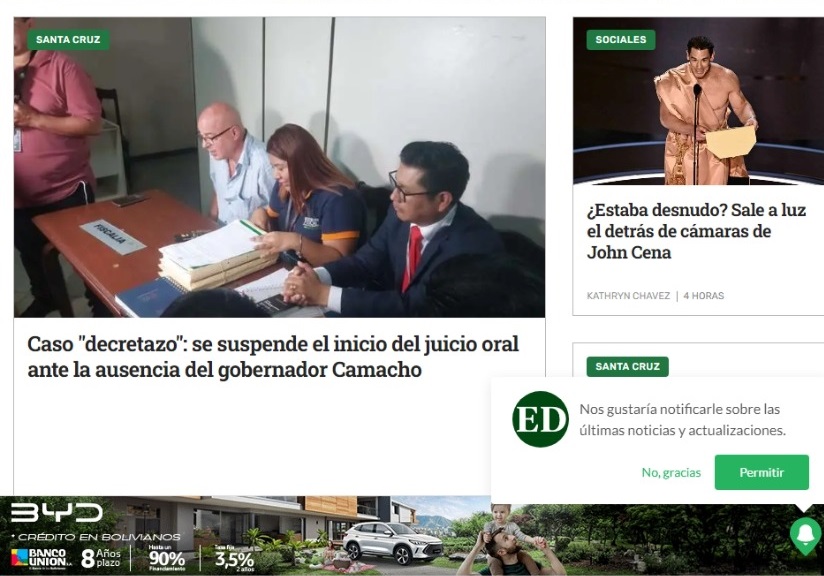 SANTA CRUZ
FISCALIA
Caso "decretazo": se suspende el inicio del juicio oral
ante la ausencia del gobernador Camacho
SOCIALES
¿Estaba desnudo? Sale a luz
el detrás de cámaras de
John Cena
KATHRYN CHAVEZ | 4 HORAS
SANTA CRUZ
ED
Nos gustaría notificarle sobre las
últimas noticias y actualizaciones.
No, gracias
Permitir
BYD
* CRÉDITO EN BOLIVIANOS
BANCO
UNION
8 Años
plazo
Hasta un
90%
Financiamiento
Tasa fija
3,5%
2 años